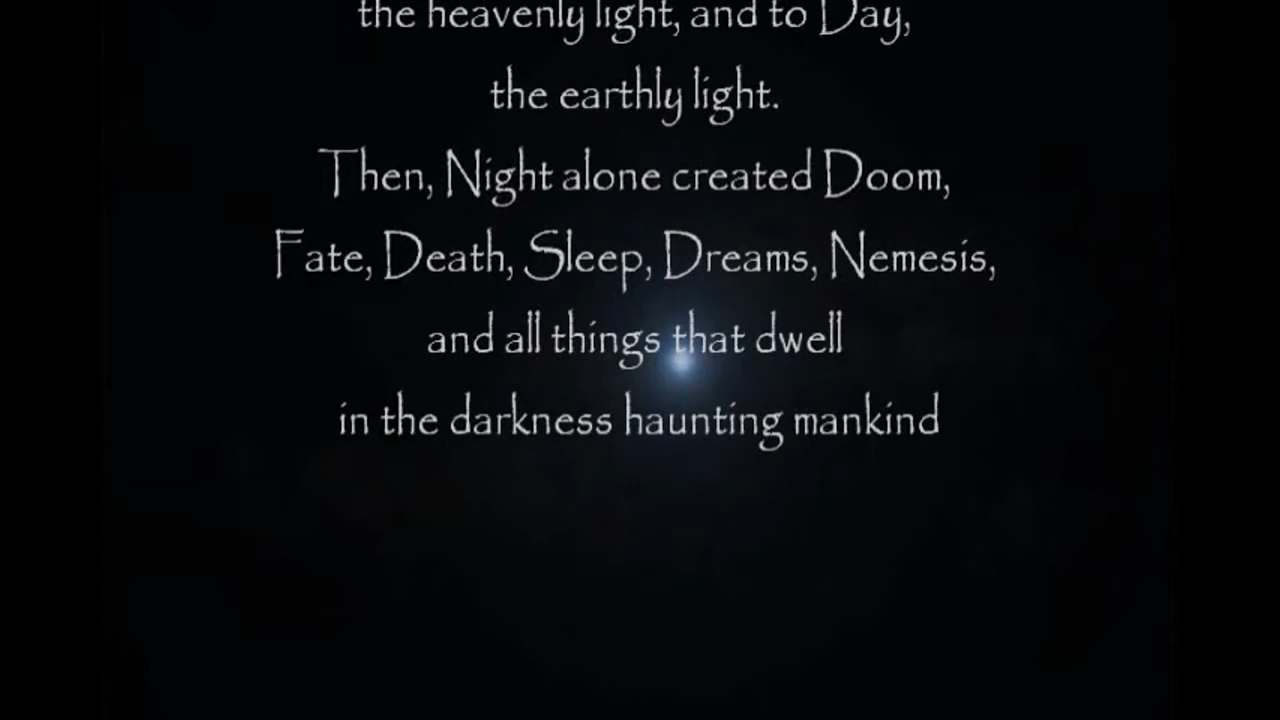 the heavenly light, and to Day,
the earthly light.
Then, Night alone created Doom,
Fate, Death, Sleep, Dreams, Nemesis,
and all things that dwell
in the darkness haunting mankind